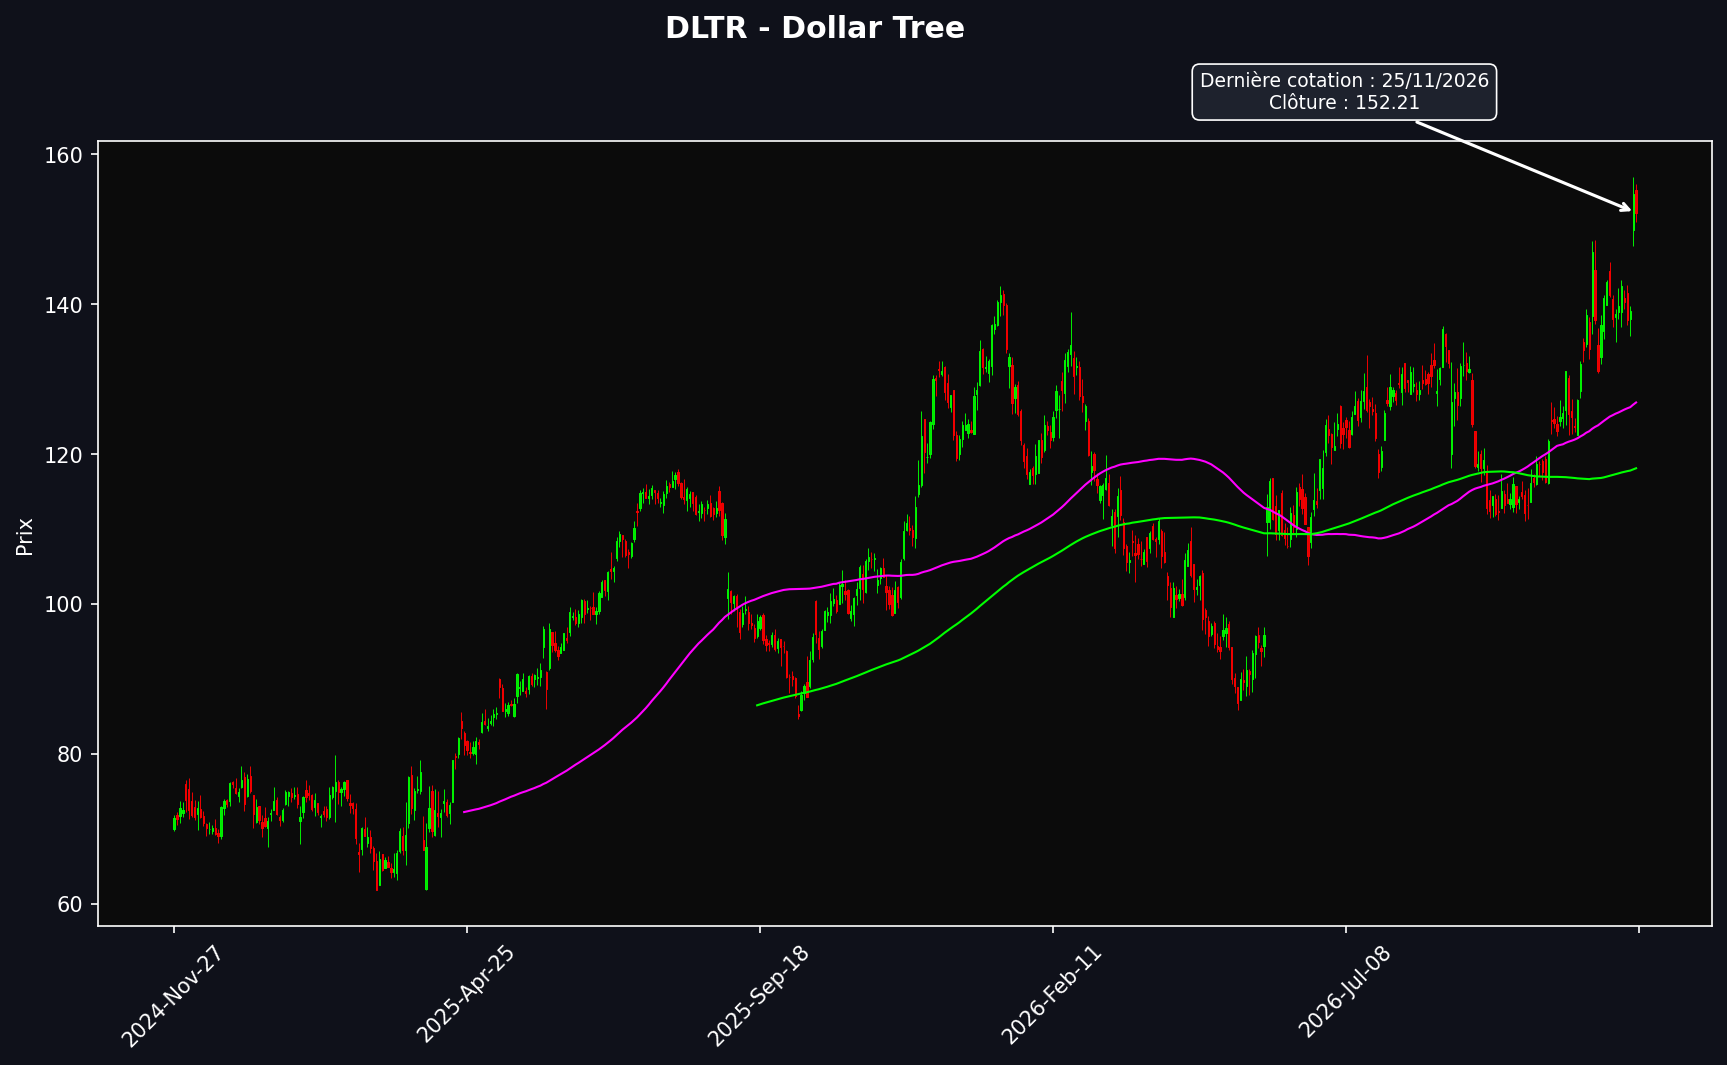 DLTR - Dollar Tree
Dernière cotation : 25/11/2026
Clôture : 152.21
160
140
120
100
80
60
Prix
2024-Nov-27
2025-Apr-25
2025-Sep-18
2026-Feb-11
2026-Jul-08